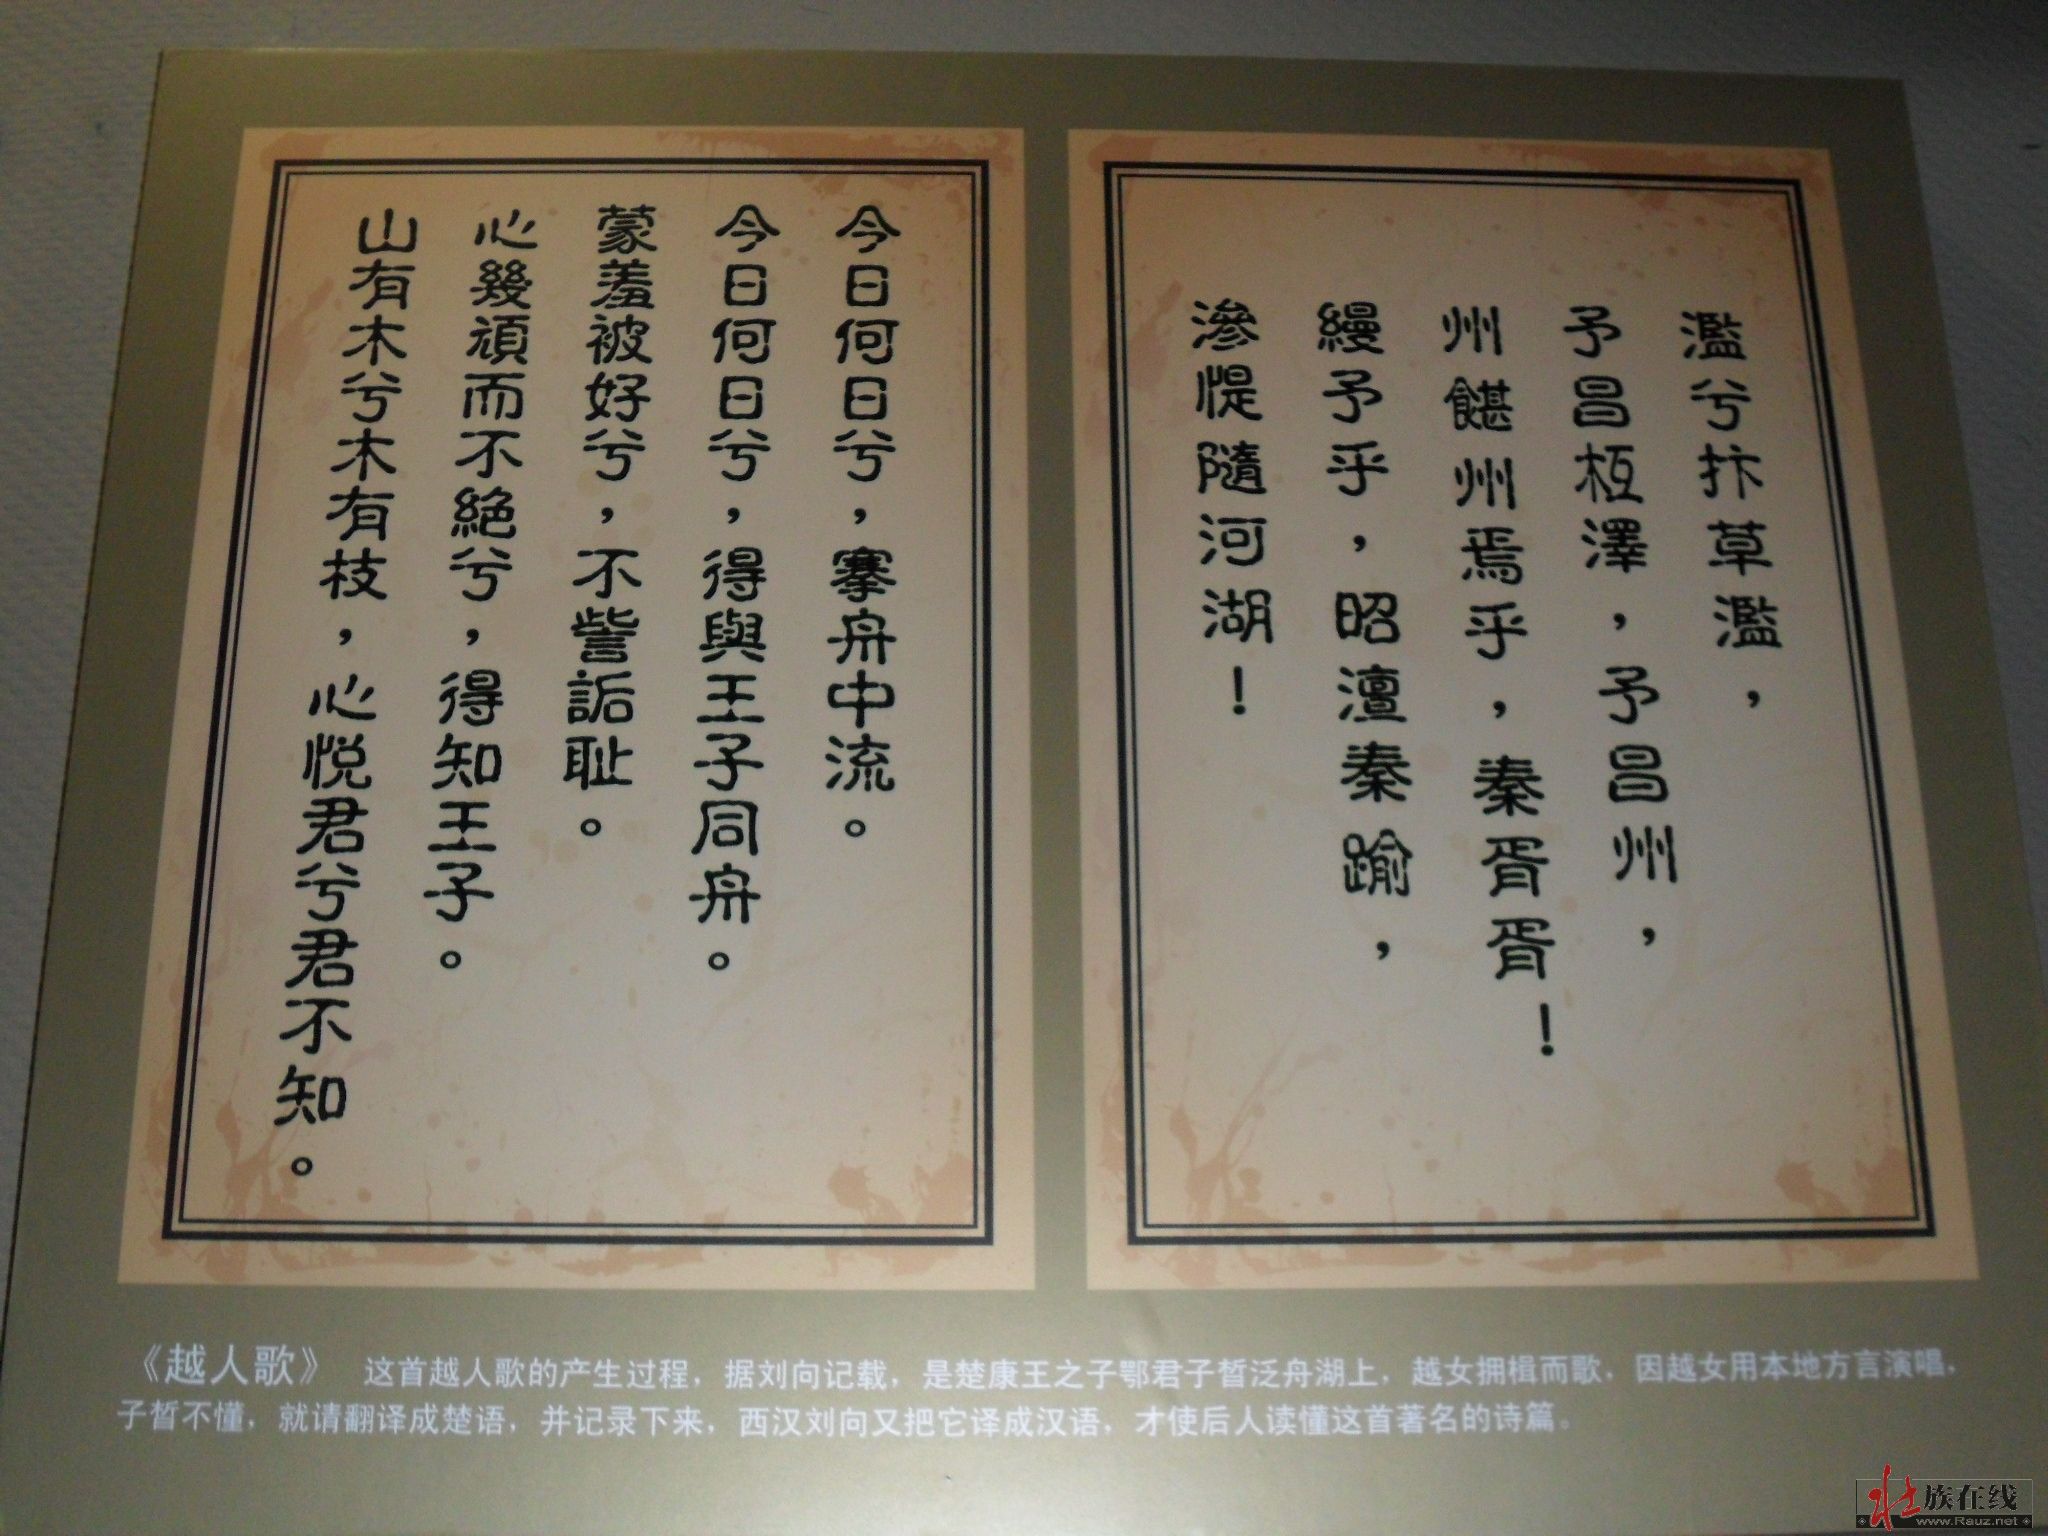 濫兮抃草濫，
予昌枑澤，予昌州，
州䭆州焉乎，秦胥胥！
縵予乎，昭澶秦踰，
滲惿隨河湖！
今日何日兮，搴舟中流。
今日何日兮，得與王子同舟。
蒙羞被好兮，不訾詬耻。
心幾頑而不絕兮，得知王子。
山有木兮木有枝，心悅君兮君不知。
《越人歌》 这首越人歌的产生过程，据刘向记载，是楚康王之子鄂君子皙泛舟湖上，越女拥楫而歌，因越女用本地方言演唱，
子皙不懂，就请翻译成楚语，并记录下来，西汉刘向又把它译成汉语，才使后人读懂这首著名的诗篇。
壮族在线
www.Rauz.net